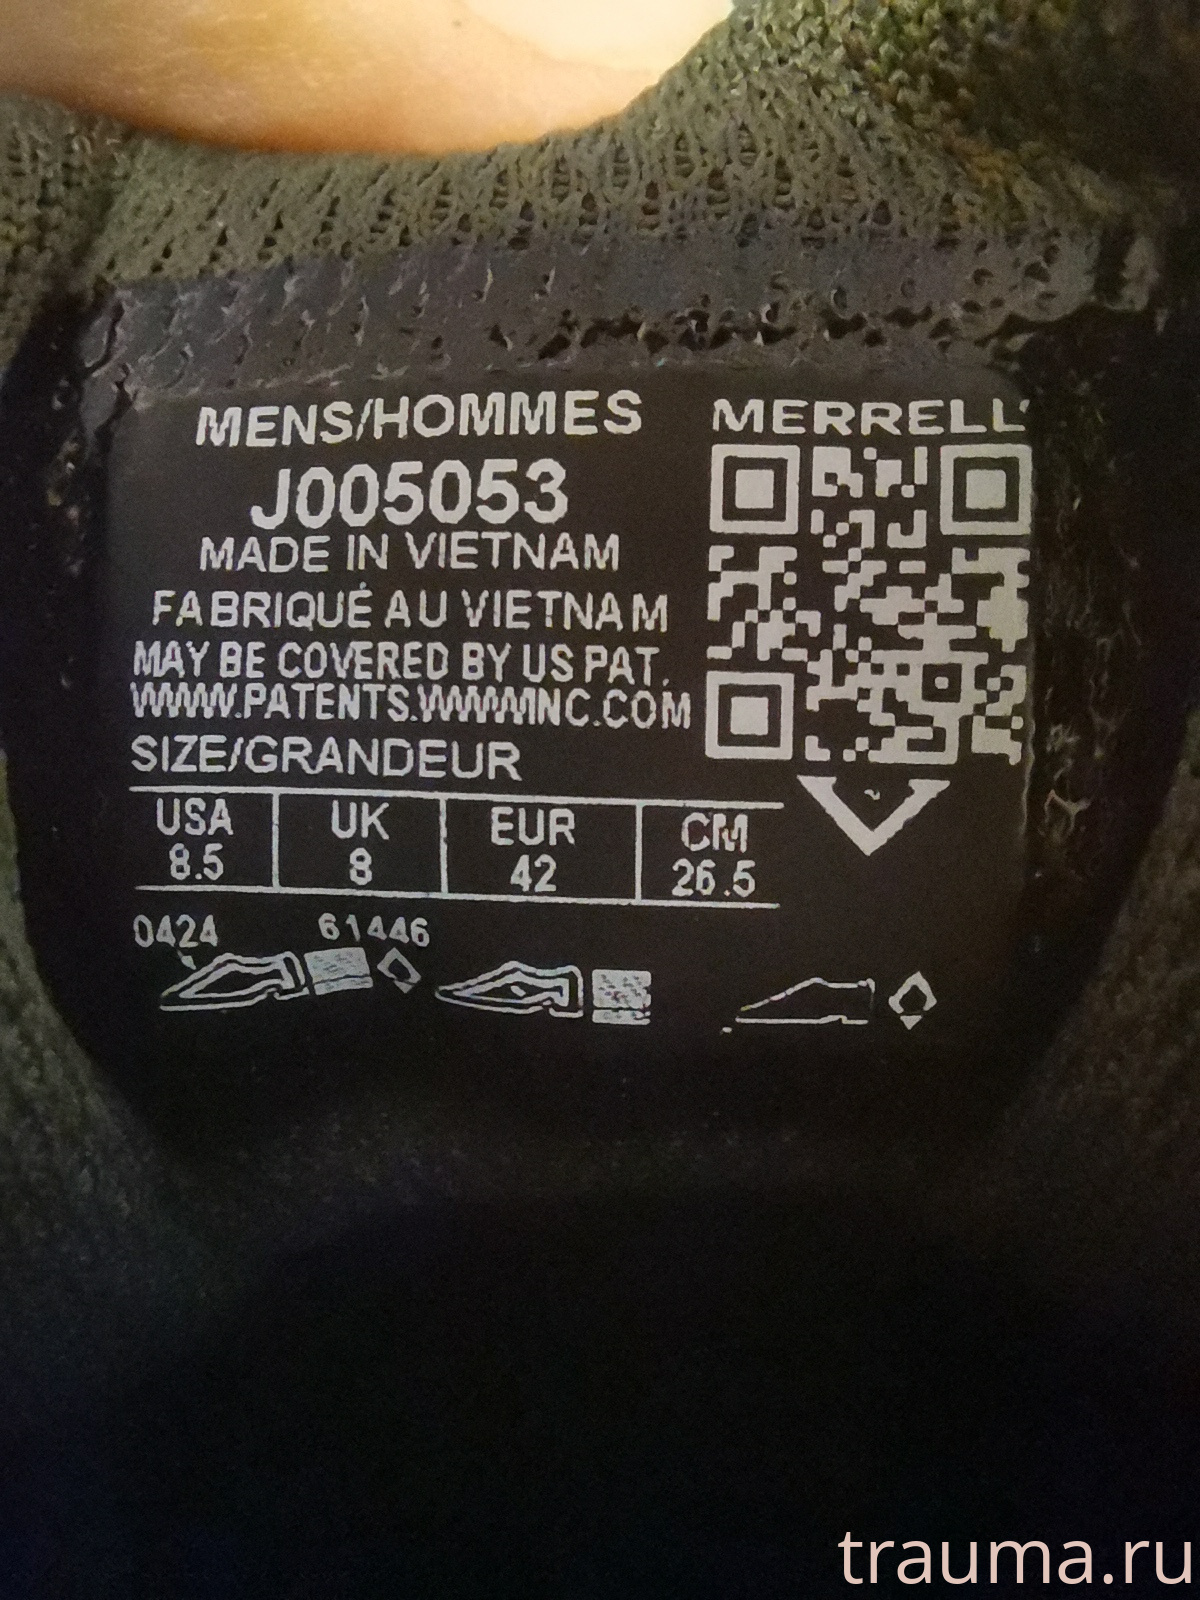 MENS/HOMMES
J005053
MADE IN VIETNAM
FABRIQUÉ AU VIETNAM
MAY BE COVERED BY US PAT.
WWW.PATENTS.WWWINC.COM
SIZE/GRANDEUR
USA UK EUR CM
8.5 8 42 26.5
0424 61446
MERRELL
trauma.ru